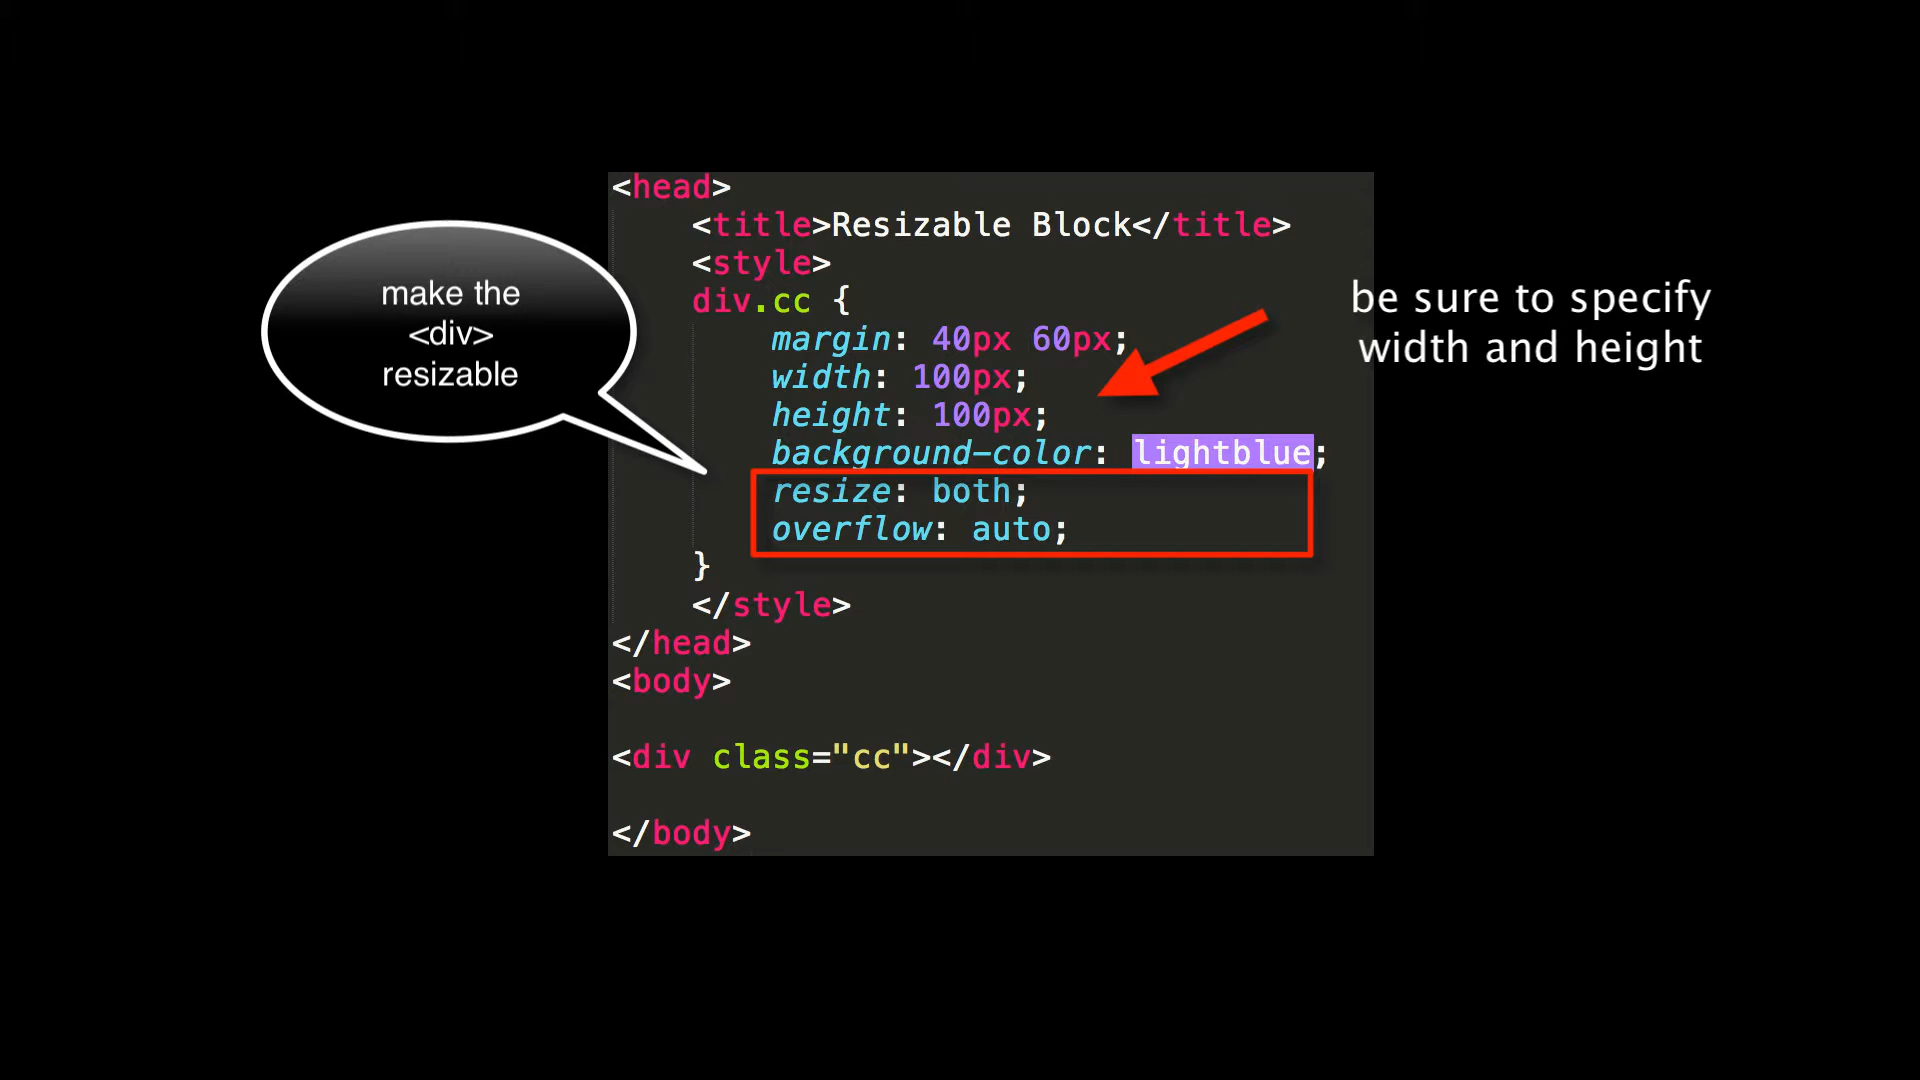 <head>
<title>Resizable Block</title>
<style>
div.cc {
margin: 40px 60px;
width: 100px;
height: 100px;
background-color: lightblue;
resize: both;
overflow: auto;
}
</style>
</head>
<body>
<div class="cc"></div>
</body>
make the
<div>
resizable
be sure to specify
width and height